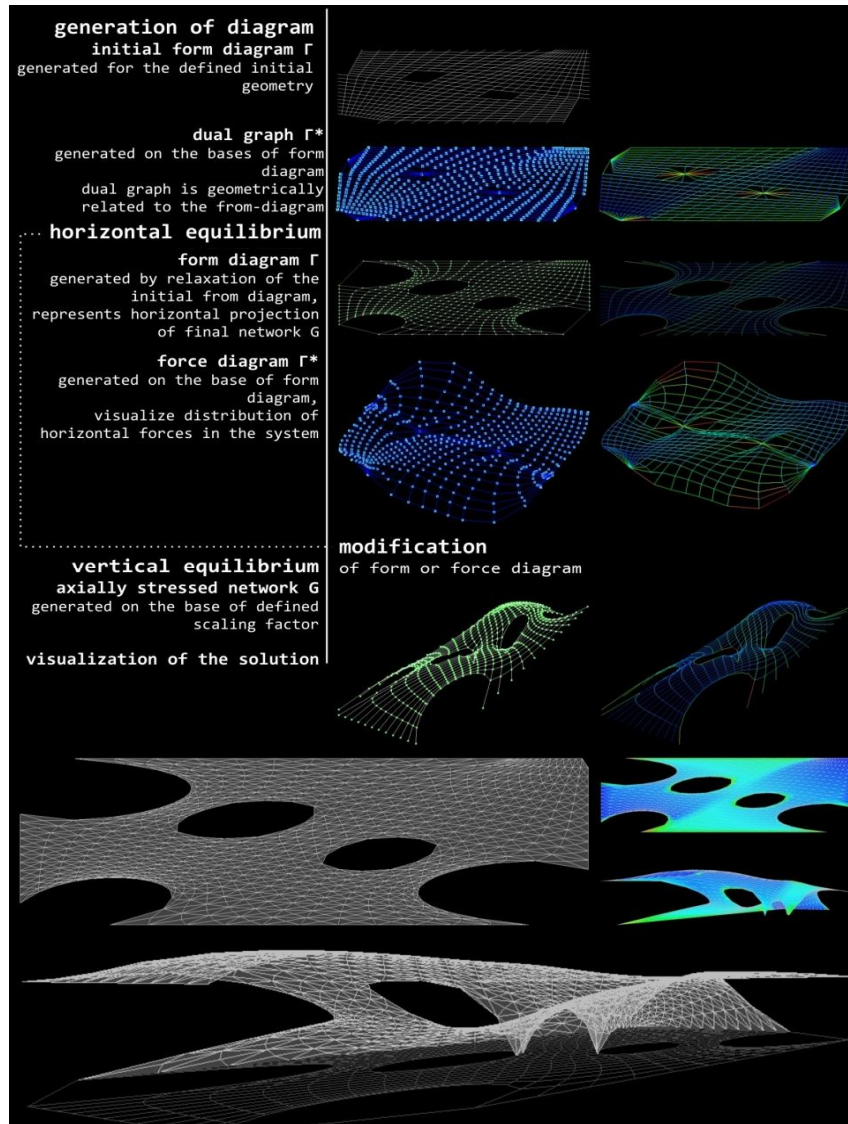 generation of diagram
initial form diagram Γ
generated for the defined initial
geometry
dual graph Γ*
generated on the bases of form
diagram
dual graph is geometrically
related to the from-diagram
horizontal equilibrium
form diagram Γ
generated by relaxation of the
initial from diagram,
represents horizontal projection
of final network G
force diagram Γ*
generated on the base of form
diagram,
visualize distribution of
horizontal forces in the system
modification
of form or force diagram
vertical equilibrium
axially stressed network G
generated on the base of defined
scaling factor
visualization of the solution